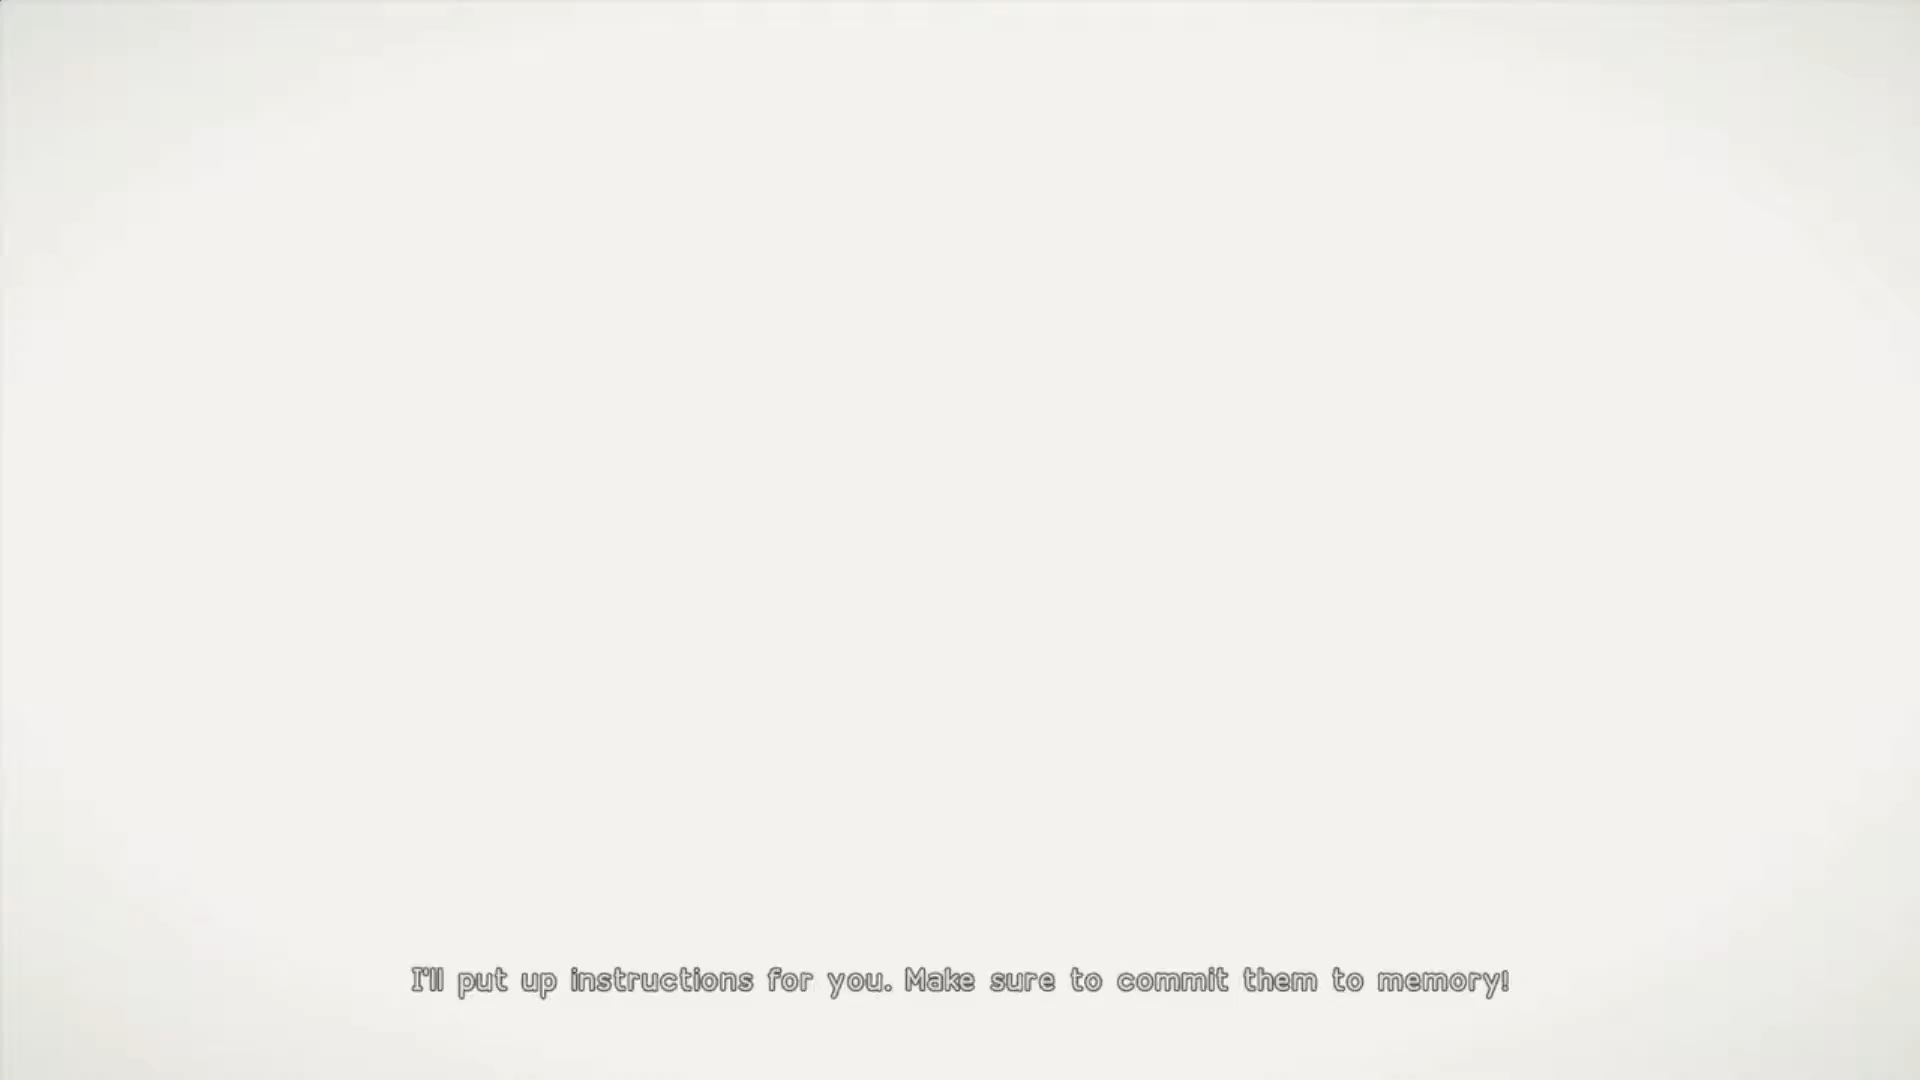 I'll put up instructions for you. Make sure to commit them to memory!